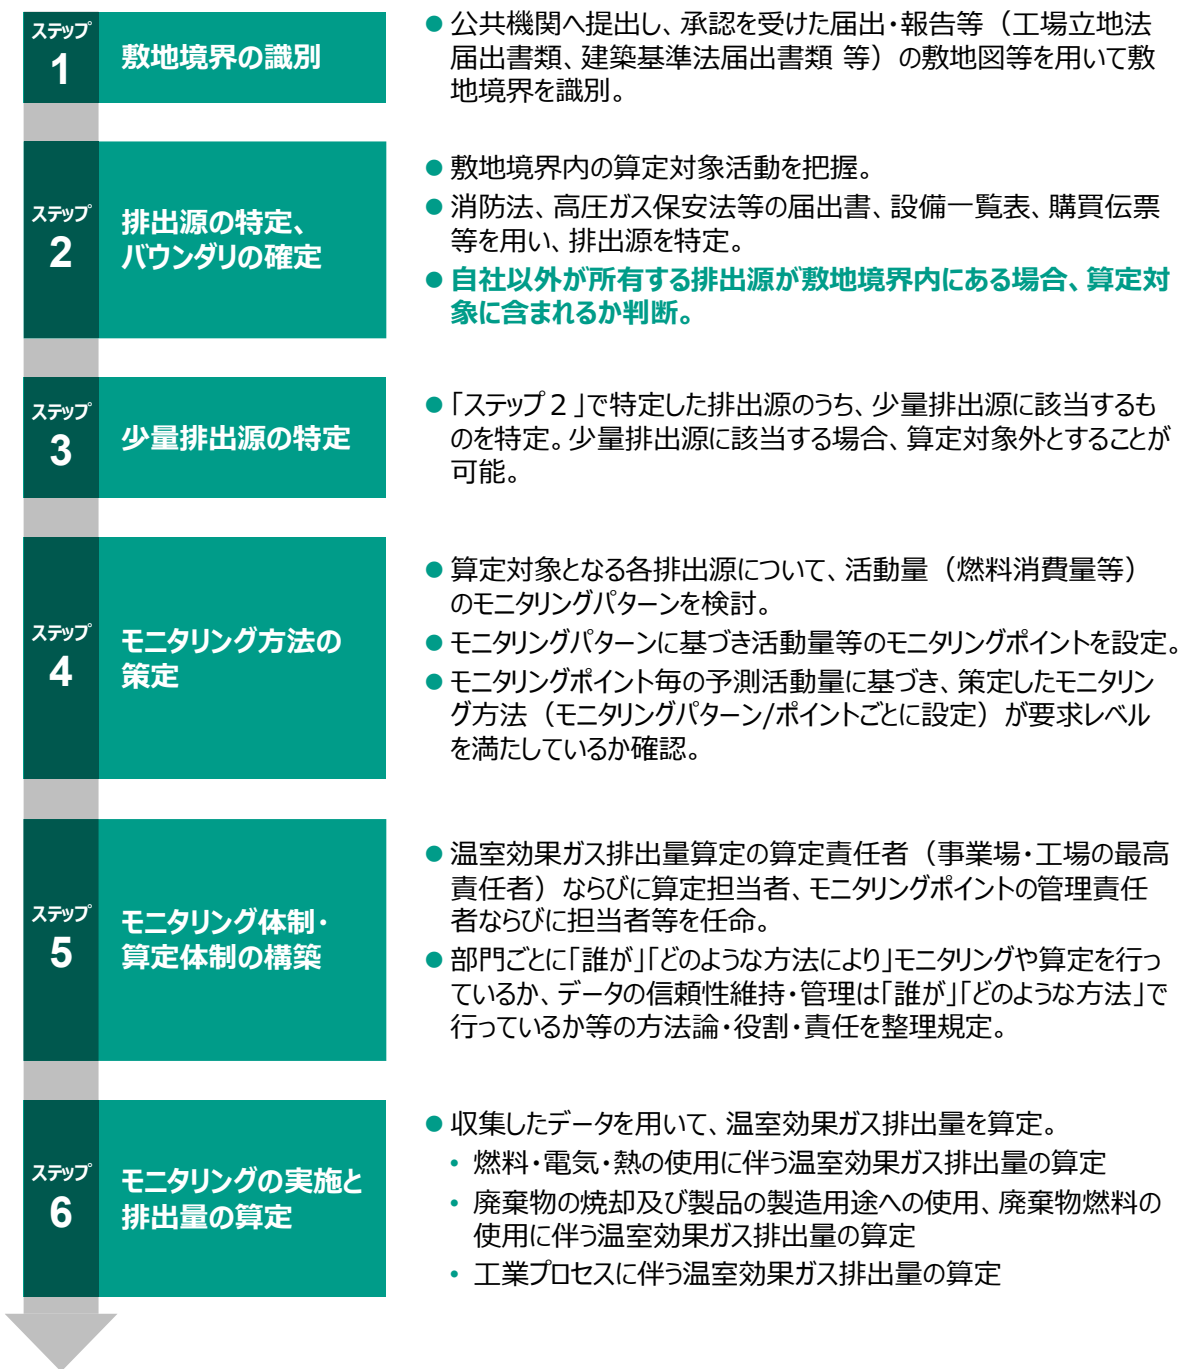 ステップ
1
敷地境界の識別
● 公共機関へ提出し、承認を受けた届出・報告等（工場立地法
届出書類、建築基準法届出書類 等）の敷地図等を用いて敷
地境界を識別。
ステップ
2
排出源の特定、
バウンダリの確定
● 敷地境界内の算定対象活動を把握。
● 消防法、高圧ガス保安法等の届出書、設備一覧表、購買伝票
等を用い、排出源を特定。
● 自社以外が所有する排出源が敷地境界内にある場合、算定対
象に含まれるか判断。
ステップ
3
少量排出源の特定
● 「ステップ２」で特定した排出源のうち、少量排出源に該当するも
のを特定。少量排出源に該当する場合、算定対象外とすることが
可能。
ステップ
4
モニタリング方法の
策定
● 算定対象となる各排出源について、活動量（燃料消費量等）
のモニタリングパターンを検討。
● モニタリングパターンに基づき活動量等のモニタリングポイントを設定。
● モニタリングポイント毎の予測活動量に基づき、策定したモニタリン
グ方法（モニタリングパターン/ポイントごとに設定）が要求レベル
を満たしているか確認。
ステップ
5
モニタリング体制・
算定体制の構築
● 温室効果ガス排出量算定の算定責任者（事業場・工場の最高
責任者）ならびに算定担当者、モニタリングポイントの管理責任
者ならびに担当者等を任命。
● 部門ごとに「誰が」「どのような方法により」モニタリングや算定を行っ
ているか、データの信頼性維持・管理は「誰が」「どのような方法」で
行っているか等の方法論・役割・責任を整理規定。
ステップ
6
モニタリングの実施と
排出量の算定
● 収集したデータを用いて、温室効果ガス排出量を算定。
• 燃料・電気・熱の使用に伴う温室効果ガス排出量の算定
• 廃棄物の焼却及び製品の製造用途への使用、廃棄物燃料の
使用に伴う温室効果ガス排出量の算定
• 工業プロセスに伴う温室効果ガス排出量の算定